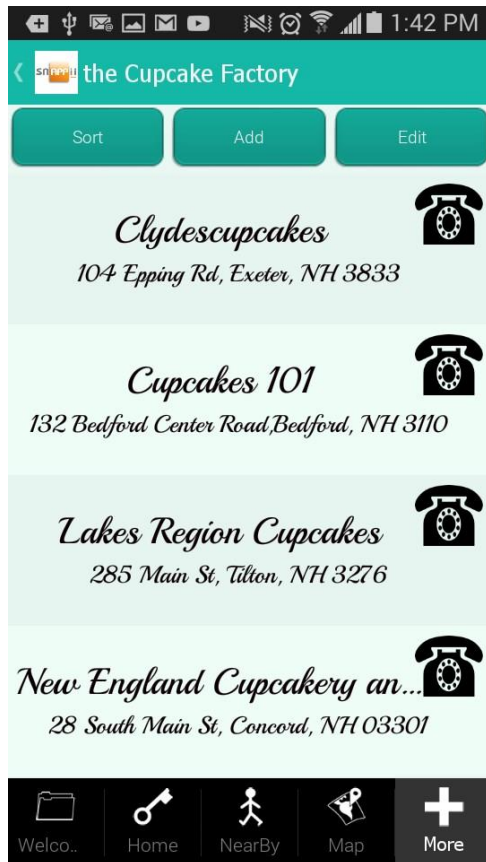 1:42 PM
snappii the Cupcake Factory
Sort Add Edit
Clydescupcakes
104 Epping Rd, Exeter, NH 3833
Cupcakes 101
132 Bedford Center Road,Bedford, NH 3110
Lakes Region Cupcakes
285 Main St, Tilton, NH 3276
New England Cupcakery an...
28 South Main St, Concord, NH 03301
Welco.. Home NearBy Map More